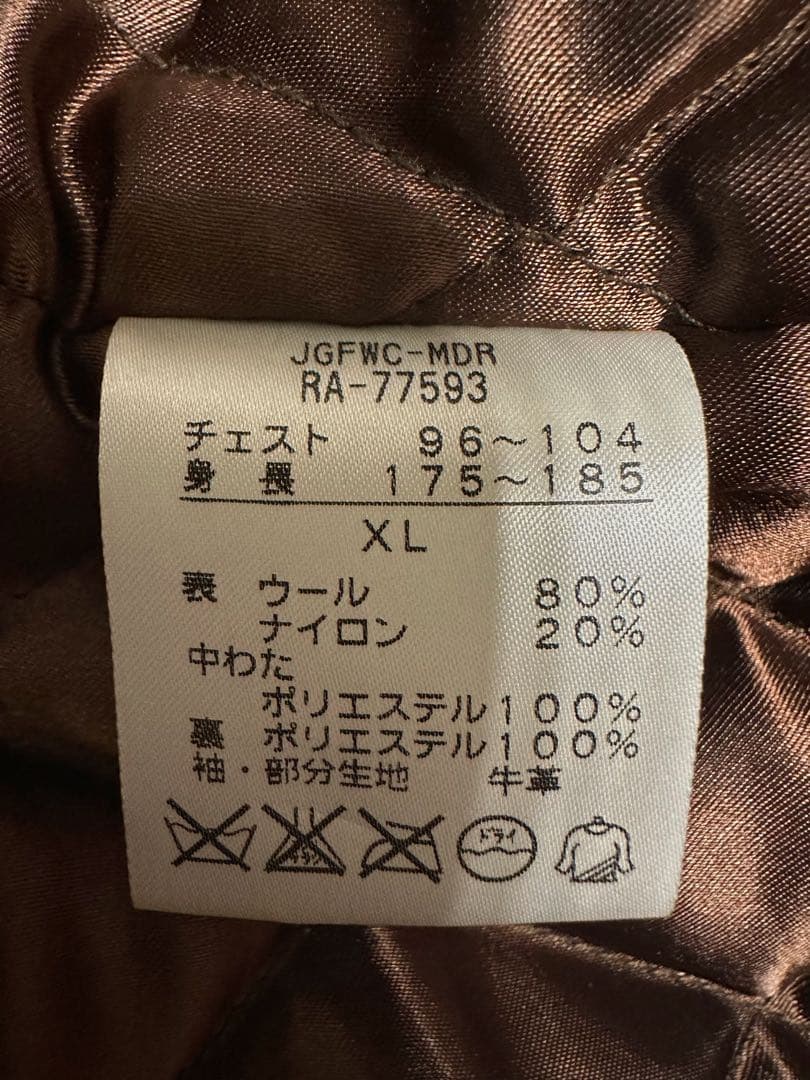 JGFWC-MDR
RA-77593
チェスト 96～104
身長 175～185
XL
表 ウール 80%
ナイロン 20%
中わた
ポリエステル100%
裏 ポリエステル100%
袖・部分生地 牛革
ドライ